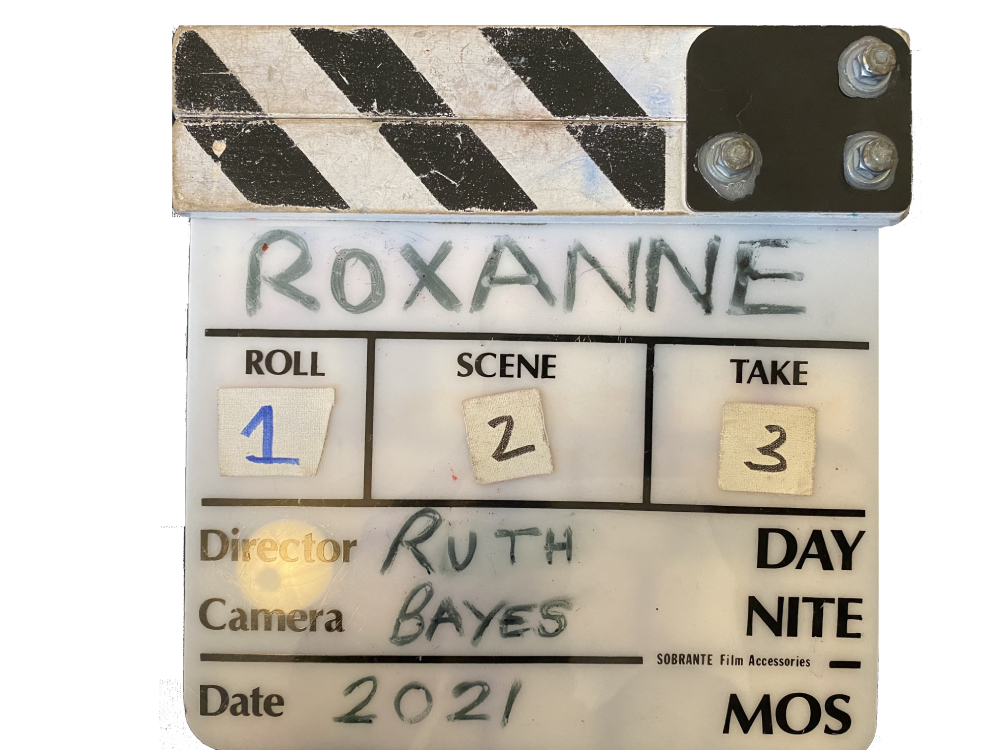 ROXANNE
ROLL SCENE TAKE
1 2 3
Director RUTH DAY
Camera BAYES NITE
SOBRANTE Film Accessories
Date 2021 MOS